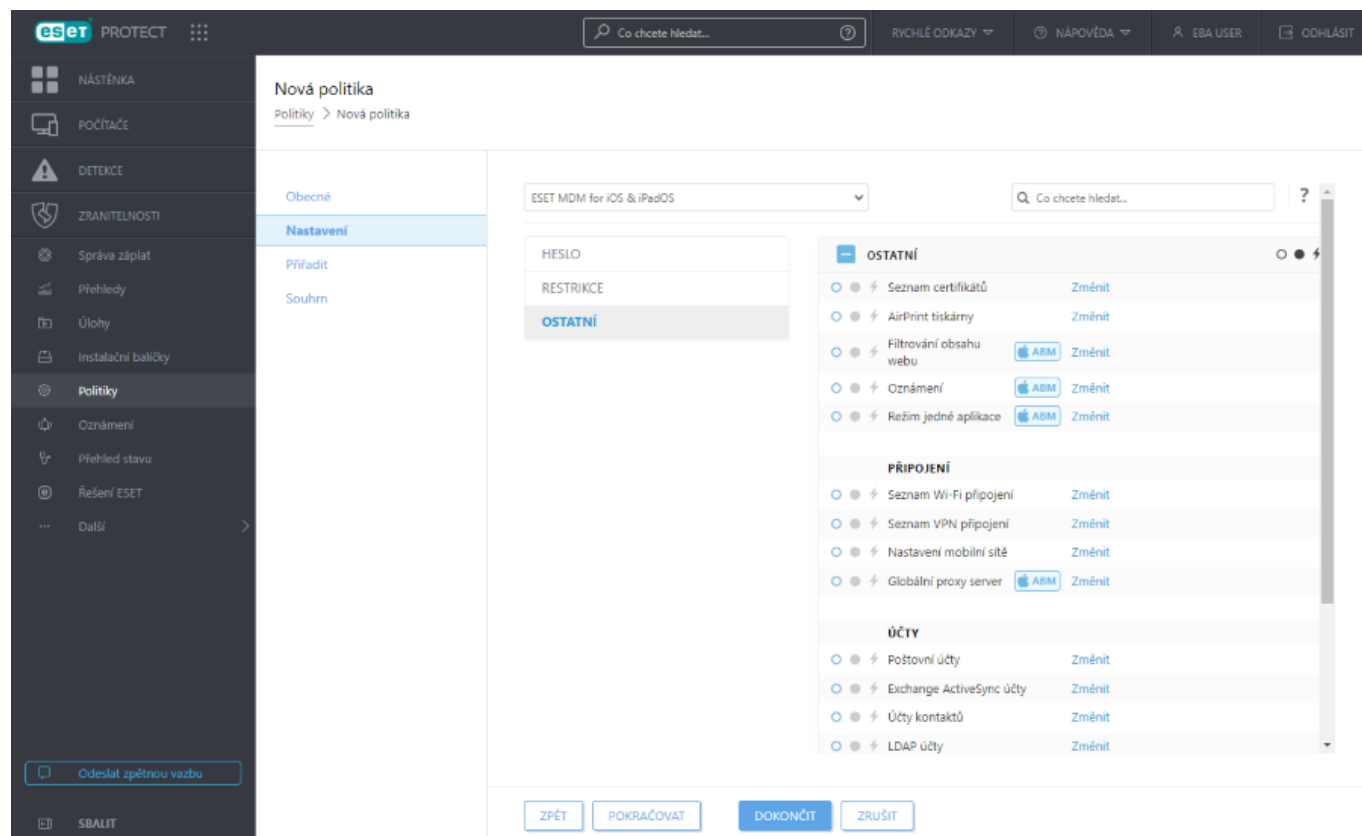 eset PROTECT
Co chcete hledat...
RYCHLÉ ODKAZY
NÁPOVĚDA
EBA USER
ODHLÁSIT
NÁSTĚNKA
POČÍTAČE
DETEKCE
ZRANITELNOSTI
Správa záplat
Přehledy
Úlohy
Instalační balíčky
Politiky
Oznámení
Přehled stavu
Řešení ESET
Další
Odeslat zpětnou vazbu
SBALIT
Nová politika
Politiky > Nová politika
Obecné
Nastavení
Přiřadit
Souhrn
ESET MDM for iOS & iPadOS
Co chcete hledat...
?
HESLO
RESTRIKCE
OSTATNÍ
OSTATNÍ
Seznam certifikátů Změnit
AirPrint tiskárny Změnit
Filtrování obsahu
webu ABM Změnit
Oznámení ABM Změnit
Režim jedné aplikace ABM Změnit
PŘIPOJENÍ
Seznam Wi-Fi připojení Změnit
Seznam VPN připojení Změnit
Nastavení mobilní sítě Změnit
Globální proxy server ABM Změnit
ÚČTY
Poštovní účty Změnit
Exchange ActiveSync účty Změnit
Účty kontaktů Změnit
LDAP účty Změnit
ZPĚT
POKRAČOVAT
DOKONČIT
ZRUŠIT